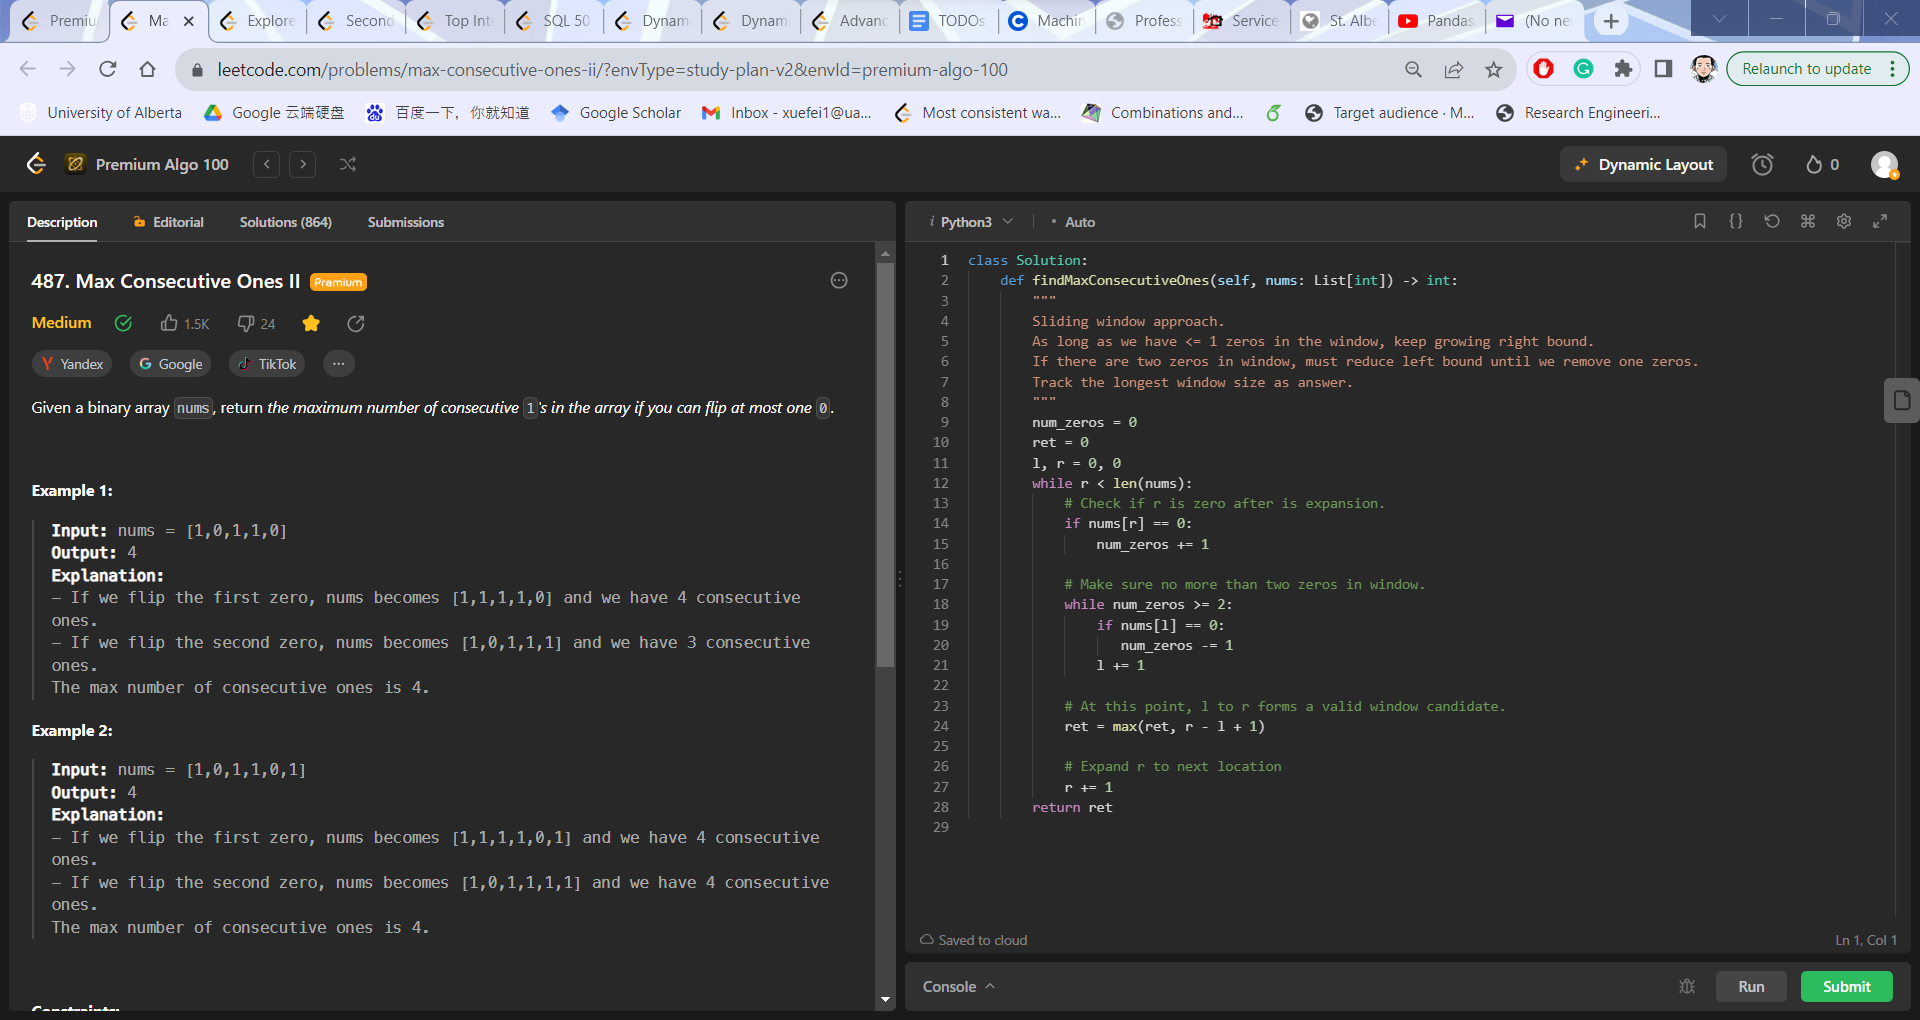 Premiu
Ma
Explore
Second
Top Inte
SQL 50
Dynam
Dynam
Advanc
TODOs
Machin
Profess
Service
St. Albe
Pandas
(No ne
leetcode.com/problems/max-consecutive-ones-ii/?envType=study-plan-v2&envId=premium-algo-100
Relaunch to update
University of Alberta
Google 云端硬盘
百度一下，你就知道
Google Scholar
Inbox - xuefei1@ua...
Most consistent wa...
Combinations and...
Target audience · M...
Research Engineeri...
Premium Algo 100
Dynamic Layout
0
Description
Editorial
Solutions (864)
Submissions
487. Max Consecutive Ones II
Premium
Medium
1.5K
24
Yandex
Google
TikTok
...
Given a binary array nums, return the maximum number of consecutive 1's in the array if you can flip at most one 0.
Example 1:
Input: nums = [1,0,1,1,0]
Output: 4
Explanation:
- If we flip the first zero, nums becomes [1,1,1,1,0] and we have 4 consecutive
ones.
- If we flip the second zero, nums becomes [1,0,1,1,1] and we have 3 consecutive
ones.
The max number of consecutive ones is 4.
Example 2:
Input: nums = [1,0,1,1,0,1]
Output: 4
Explanation:
- If we flip the first zero, nums becomes [1,1,1,1,0,1] and we have 4 consecutive
ones.
- If we flip the second zero, nums becomes [1,0,1,1,1,1] and we have 4 consecutive
ones.
The max number of consecutive ones is 4.
Constraints:
i Python3
• Auto
1 class Solution:
2 def findMaxConsecutiveOnes(self, nums: List[int]) -> int:
3 """
4 Sliding window approach.
5 As long as we have <= 1 zeros in the window, keep growing right bound.
6 If there are two zeros in window, must reduce left bound until we remove one zeros.
7 Track the longest window size as answer.
8 """
9 num_zeros = 0
10 ret = 0
11 l, r = 0, 0
12 while r < len(nums):
13 # Check if r is zero after is expansion.
14 if nums[r] == 0:
15 num_zeros += 1
16
17 # Make sure no more than two zeros in window.
18 while num_zeros >= 2:
19 if nums[l] == 0:
20 num_zeros -= 1
21 l += 1
22
23 # At this point, l to r forms a valid window candidate.
24 ret = max(ret, r - l + 1)
25
26 # Expand r to next location
27 r += 1
28 return ret
29
Saved to cloud
Ln 1, Col 1
Console
Run
Submit